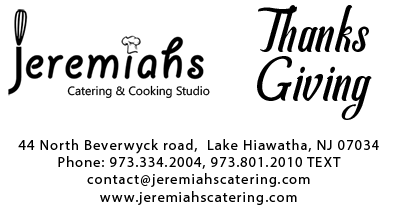 Jeremiahs
Catering & Cooking Studio
Thanks
Giving
44 North Beverwyck road, Lake Hiawatha, NJ 07034
Phone: 973.334.2004, 973.801.2010 TEXT
contact@jeremiahscatering.com
www.jeremiahscatering.com